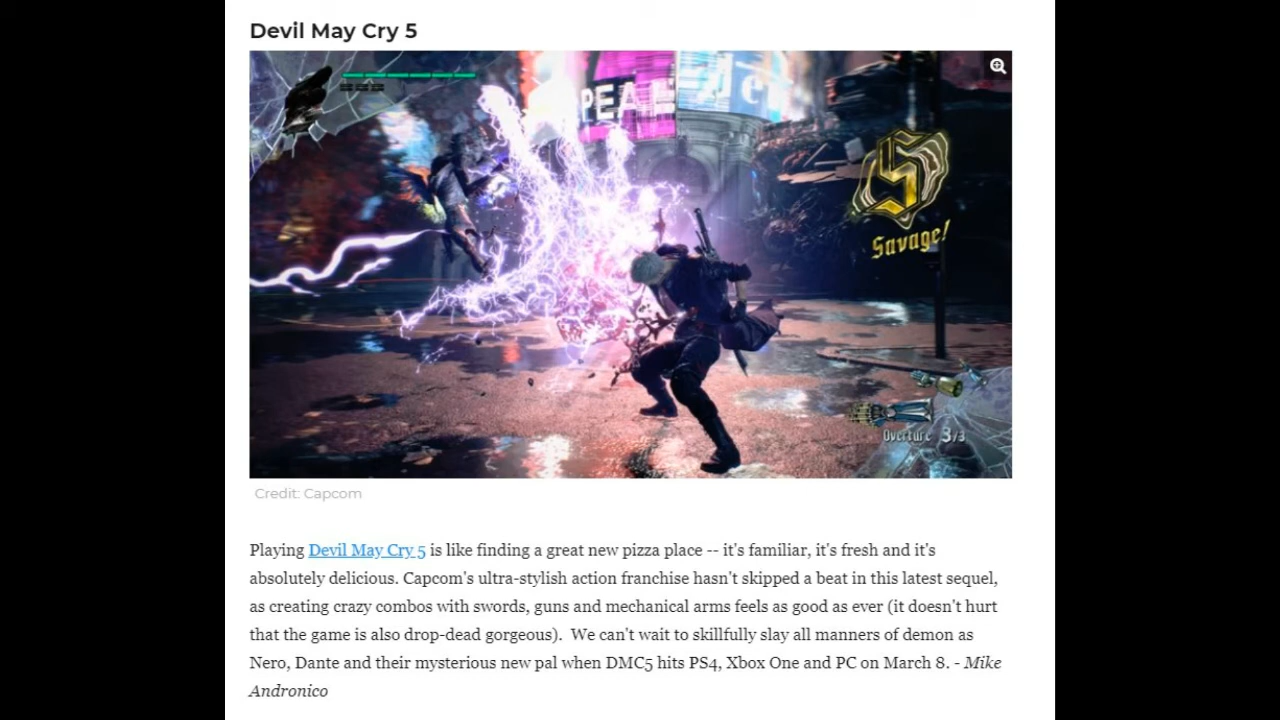 Devil May Cry 5
PEA
S
Savage!
Overture 3/3
Credit: Capcom
Playing Devil May Cry 5 is like finding a great new pizza place -- it's familiar, it's fresh and it's
absolutely delicious. Capcom's ultra-stylish action franchise hasn't skipped a beat in this latest sequel,
as creating crazy combos with swords, guns and mechanical arms feels as good as ever (it doesn't hurt
that the game is also drop-dead gorgeous).  We can't wait to skillfully slay all manners of demon as
Nero, Dante and their mysterious new pal when DMC5 hits PS4, Xbox One and PC on March 8. - Mike
Andronico